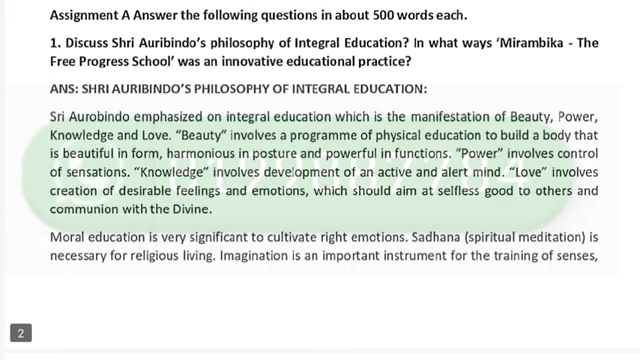 Assignment A Answer the following questions in about 500 words each.
1. Discuss Shri Auribindo's philosophy of Integral Education? In what ways 'Mirambika - The
Free Progress School' was an innovative educational practice?
ANS: SHRI AURIBINDO'S PHILOSOPHY OF INTEGRAL EDUCATION:
Sri Aurobindo emphasized on integral education which is the manifestation of Beauty, Power,
Knowledge and Love. “Beauty” involves a programme of physical education to build a body that
is beautiful in form, harmonious in posture and powerful in functions. “Power” involves control
of sensations. “Knowledge” involves development of an active and alert mind. “Love” involves
creation of desirable feelings and emotions, which should aim at selfless good to others and
communion with the Divine.
Moral education is very significant to cultivate right emotions. Sadhana (spiritual meditation) is
necessary for religious living. Imagination is an important instrument for the training of senses,
2